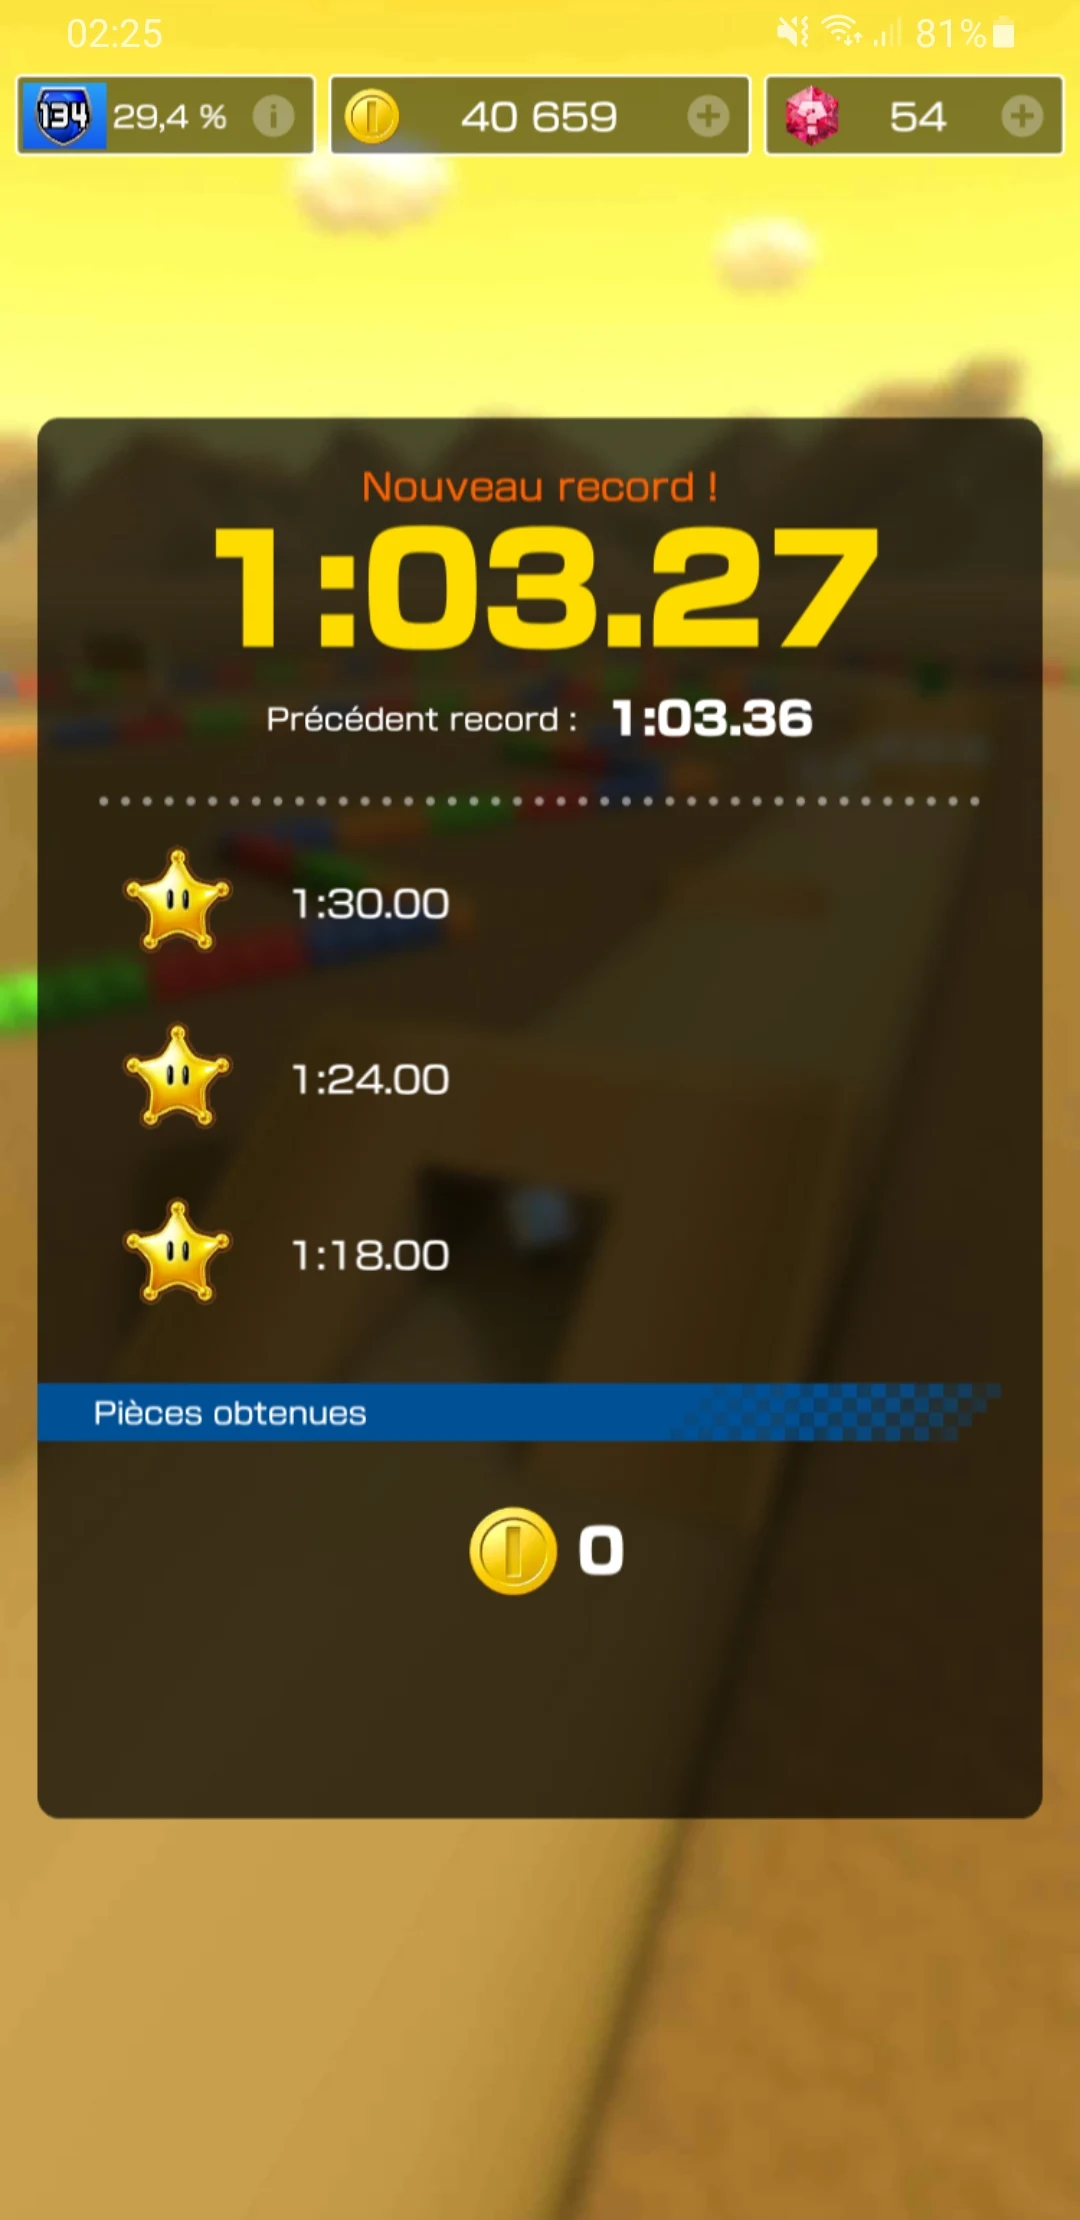 02:25 81%
134 29,4 % i 40 659 + 54 +
Nouveau record !
1:03.27
Précédent record : 1:03.36
1:30.00
1:24.00
1:18.00
Pièces obtenues
0